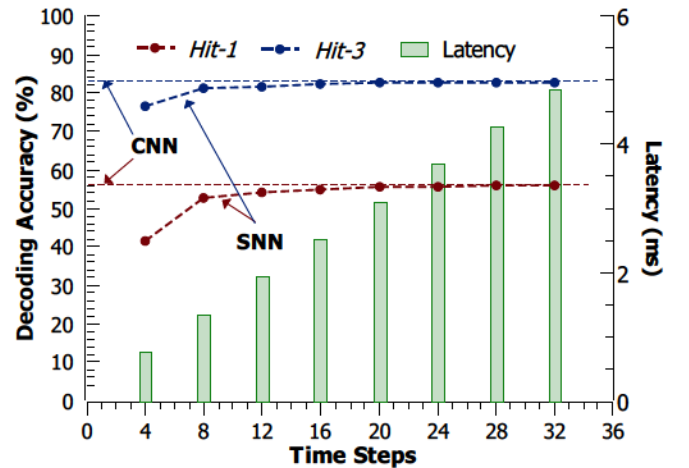 100
90
80
70
60
50
40
30
20
10
0
Decoding Accuracy (%)
Hit-1 Hit-3 Latency
CNN
SNN
6
4
2
0
Latency (ms)
0 4 8 12 16 20 24 28 32 36
Time Steps